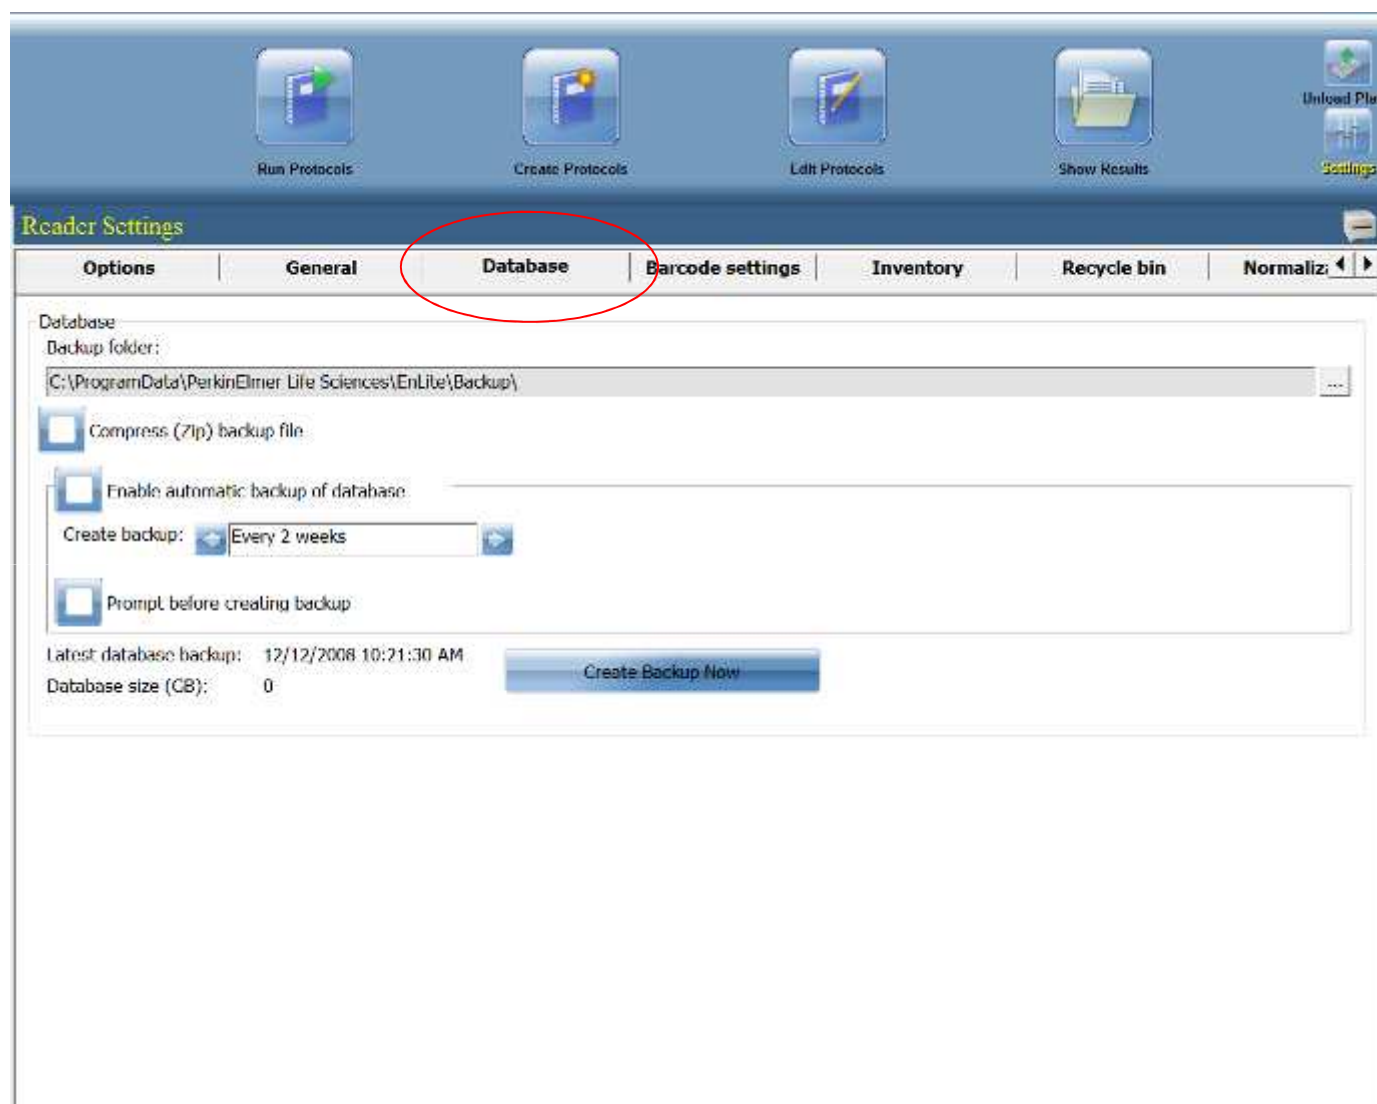 Unload Pla
Run Protocols
Create Protocols
Edit Protocols
Show Results
Settings
Reader Settings
Options
General
Database
Barcode settings
Inventory
Recycle bin
Normaliz
Database
Backup folder:
C:\ProgramData\PerkinElmer Life Sciences\EnLite\Backup\
...
Compress (Zip) backup file
Enable automatic backup of database
Create backup: Every 2 weeks
Prompt before creating backup
Latest database backup: 12/12/2008 10:21:30 AM
Create Backup Now
Database size (GB): 0